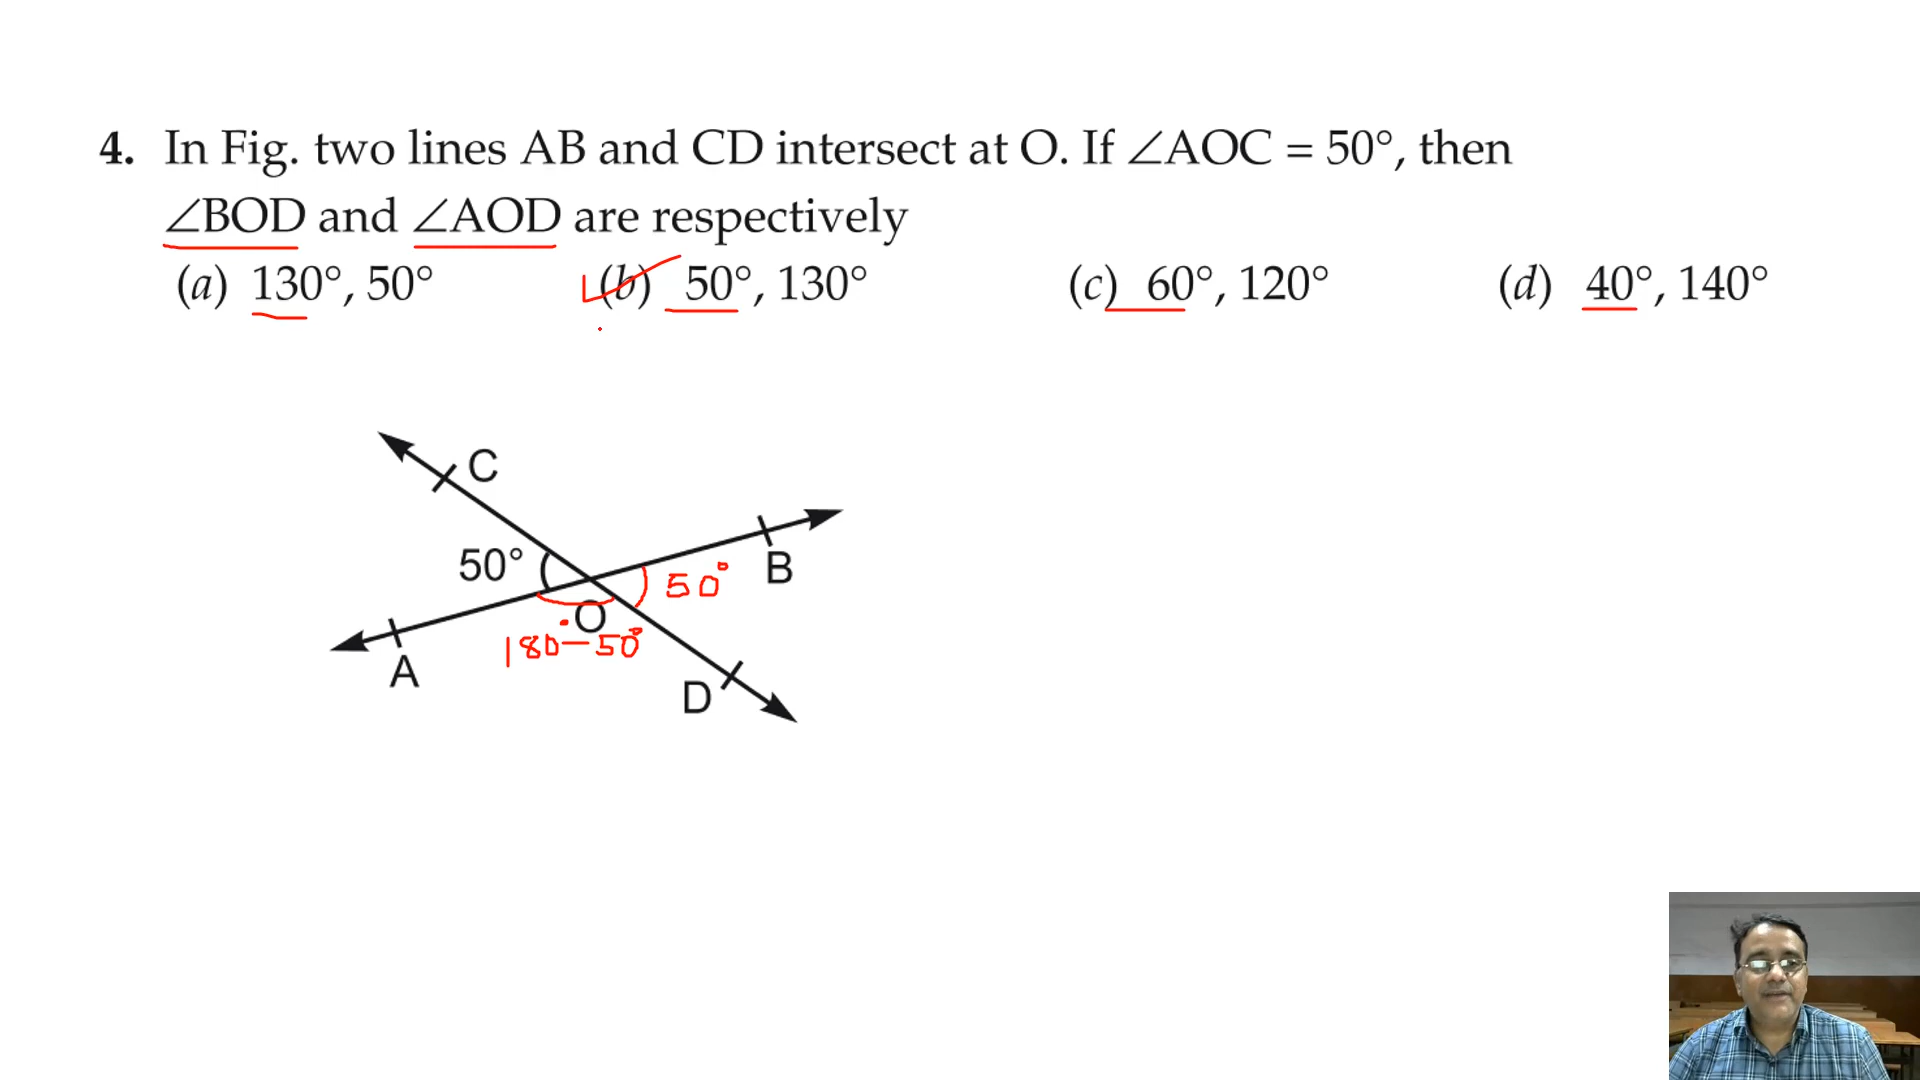 4. In Fig. two lines AB and CD intersect at O. If ∠AOC = 50°, then
∠BOD and ∠AOD are respectively
(a) 130°, 50° (b) 50°, 130° (c) 60°, 120° (d) 40°, 140°
C
50°
B
50°
O
180-50°
A
D